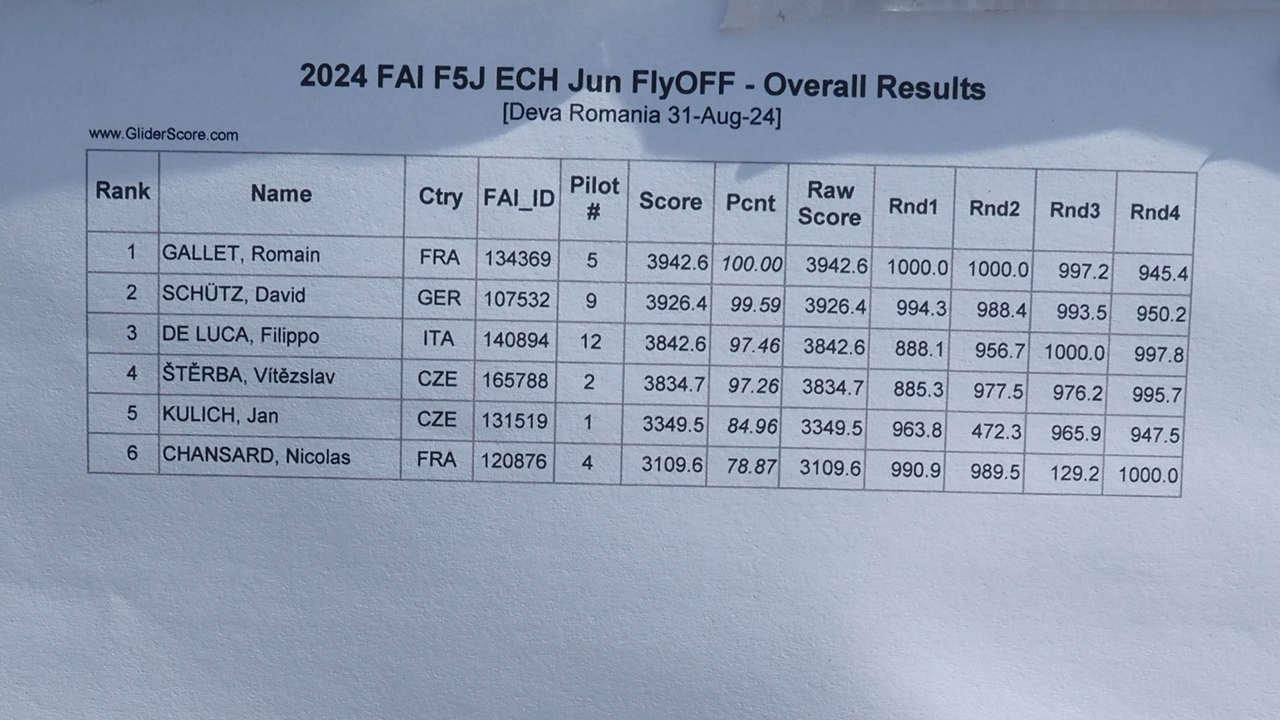 2024 FAI F5J ECH Jun FlyOFF - Overall Results
[Deva Romania 31-Aug-24]
www.GliderScore.com
Rank Name Ctry FAI_ID Pilot # Score Pcnt Raw Score Rnd1 Rnd2 Rnd3 Rnd4
1 GALLET, Romain FRA 134369 5 3942.6 100.00 3942.6 1000.0 1000.0 997.2 945.4
2 SCHÜTZ, David GER 107532 9 3926.4 99.59 3926.4 994.3 988.4 993.5 950.2
3 DE LUCA, Filippo ITA 140894 12 3842.6 97.46 3842.6 888.1 956.7 1000.0 997.8
4 ŠTĚRBA, Vítězslav CZE 165788 2 3834.7 97.26 3834.7 885.3 977.5 976.2 995.7
5 KULICH, Jan CZE 131519 1 3349.5 84.96 3349.5 963.8 472.3 965.9 947.5
6 CHANSARD, Nicolas FRA 120876 4 3109.6 78.87 3109.6 990.9 989.5 129.2 1000.0